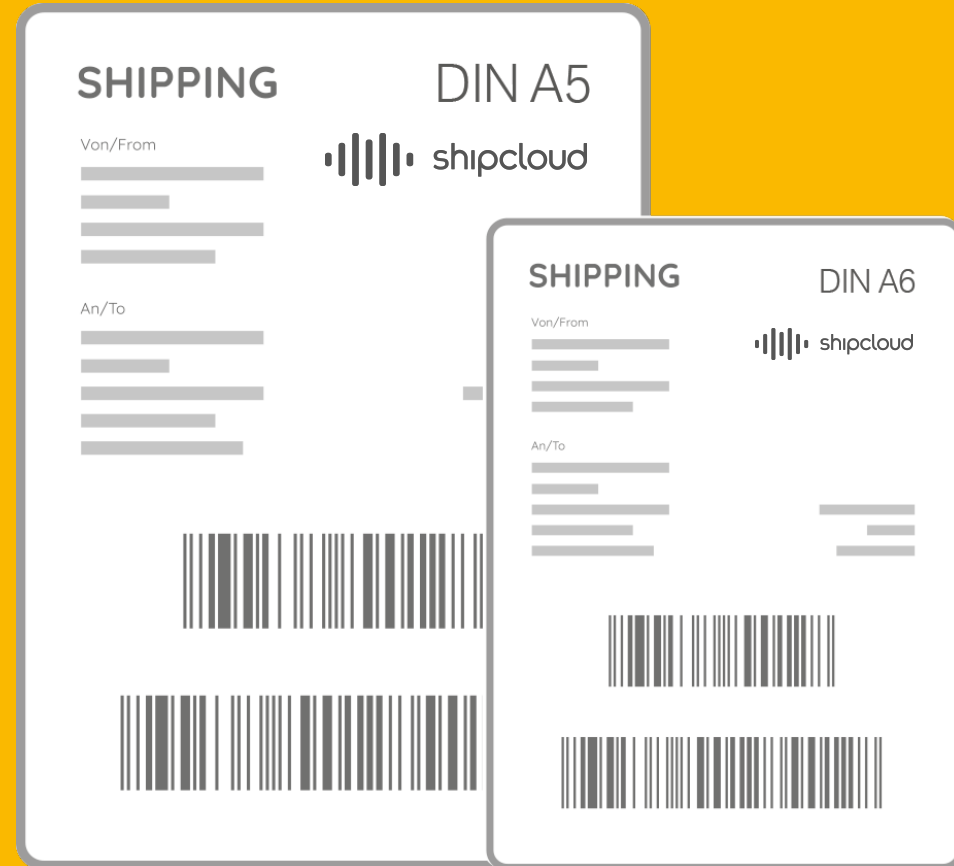 SHIPPING
DIN A5
Von/From
shipcloud
An/To
SHIPPING
DIN A6
Von/From
shipcloud
An/To